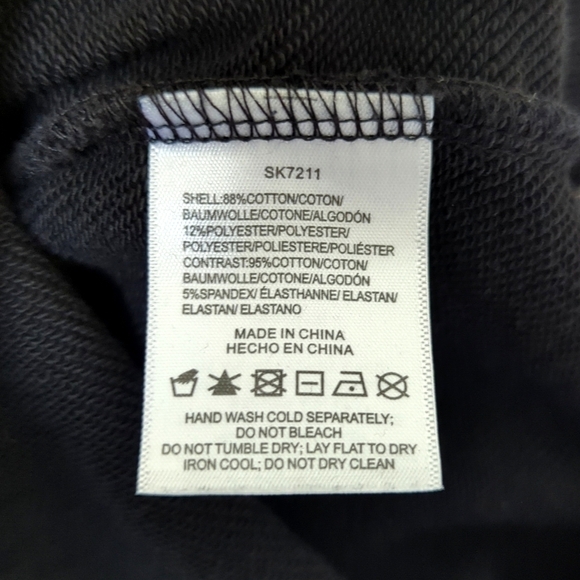 SK7211
SHELL:88%COTTON/COTON/
BAUMWOLLE/COTONE/ALGODÓN
12%POLYESTER/POLYESTER/
POLYESTER/POLIESTERE/POLIÉSTER
CONTRAST:95%COTTON/COTON/
BAUMWOLLE/COTONE/ALGODÓN
5%SPANDEX/ ÉLASTHANNE/ ELASTAN/
ELASTAN/ ELASTANO
MADE IN CHINA
HECHO EN CHINA
HAND WASH COLD SEPARATELY;
DO NOT BLEACH
DO NOT TUMBLE DRY; LAY FLAT TO DRY
IRON COOL; DO NOT DRY CLEAN